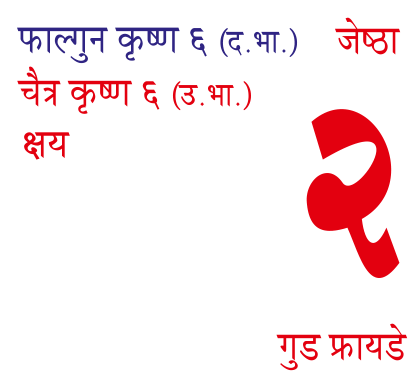 फाल्गुन कृष्ण ६ (द.भा.) जेष्ठा
चैत्र कृष्ण ६ (उ.भा.)
क्षय
२
गुड फ्रायडे